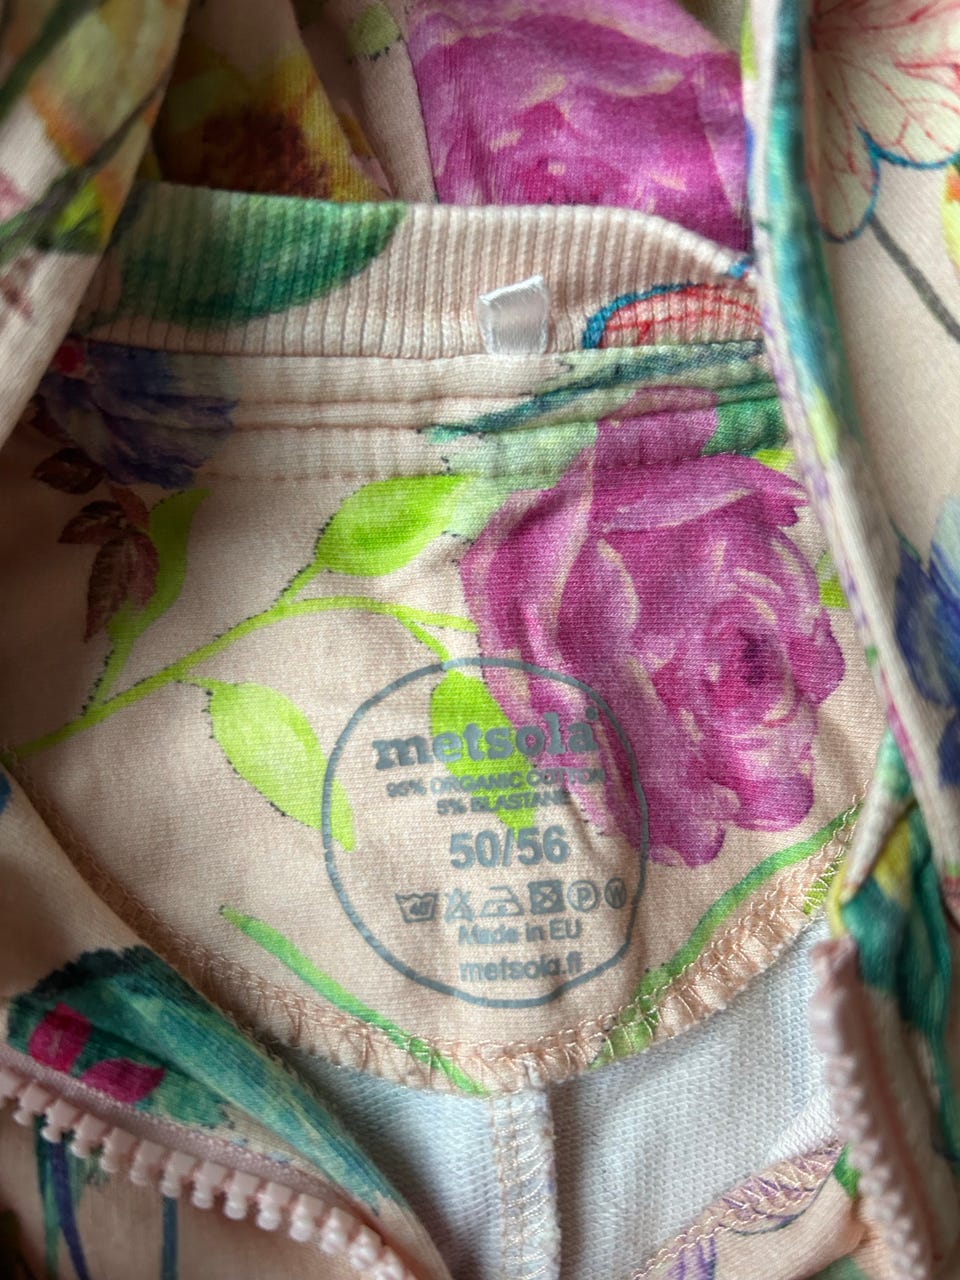 metsola
95% ORGANIC COTTON
5% ELASTANE
50/56
P W
Made in EU
metsola.fi